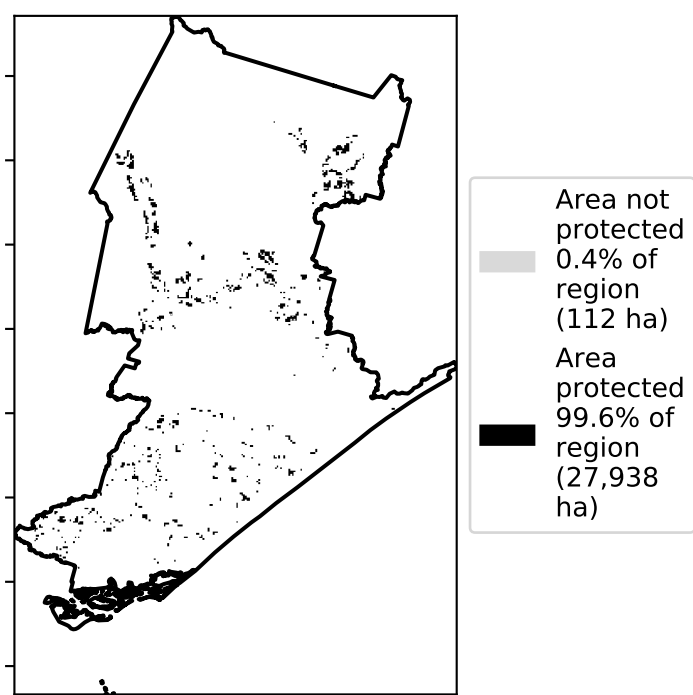 Area not
protected
0.4% of
region
(112 ha)
Area
protected
99.6% of
region
(27,938
ha)